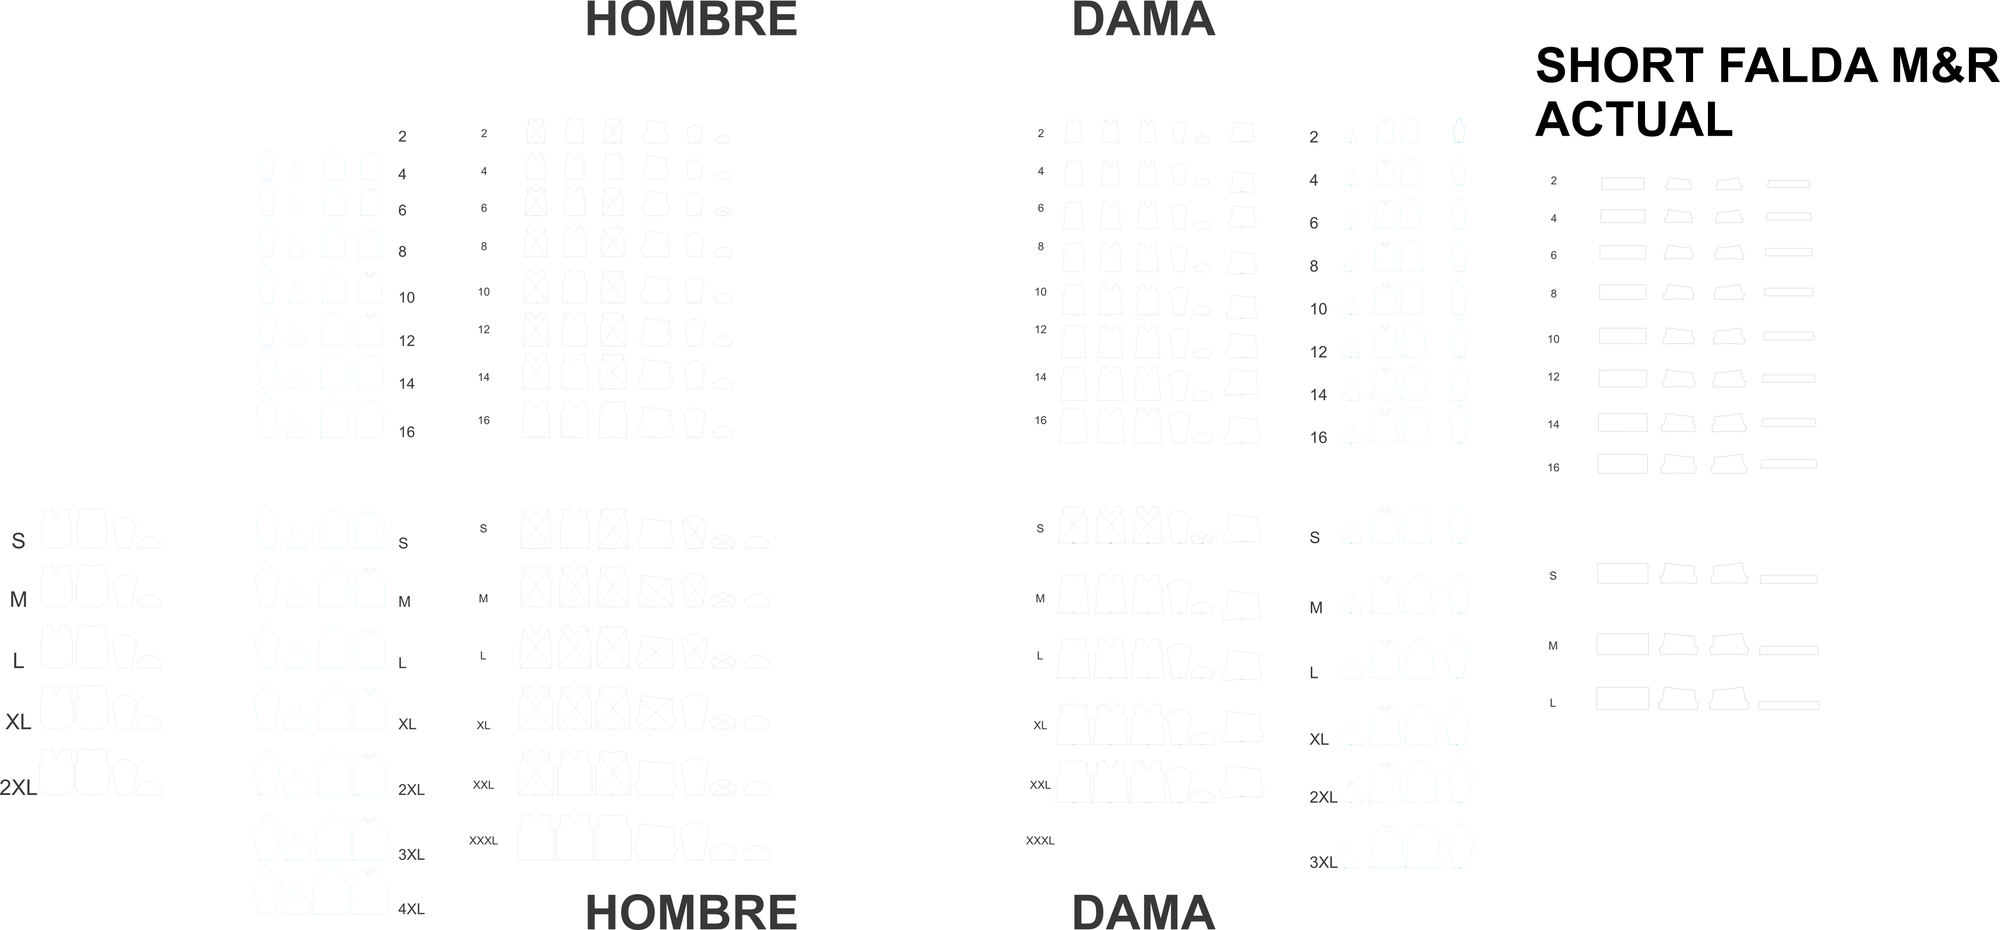 HOMBRE
DAMA
SHORT FALDA M&R
ACTUAL
2
4
6
8
10
12
14
16
2
4
6
8
10
12
14
16
2
4
6
8
10
12
14
16
2
4
6
8
10
12
14
16
2
4
6
8
10
12
14
16
S
M
L
XL
2XL
S
M
L
XL
2XL
3XL
4XL
S
M
L
XL
XXL
XXXL
S
M
L
XL
XXL
XXXL
S
M
L
XL
2XL
3XL
S
M
L
HOMBRE
DAMA